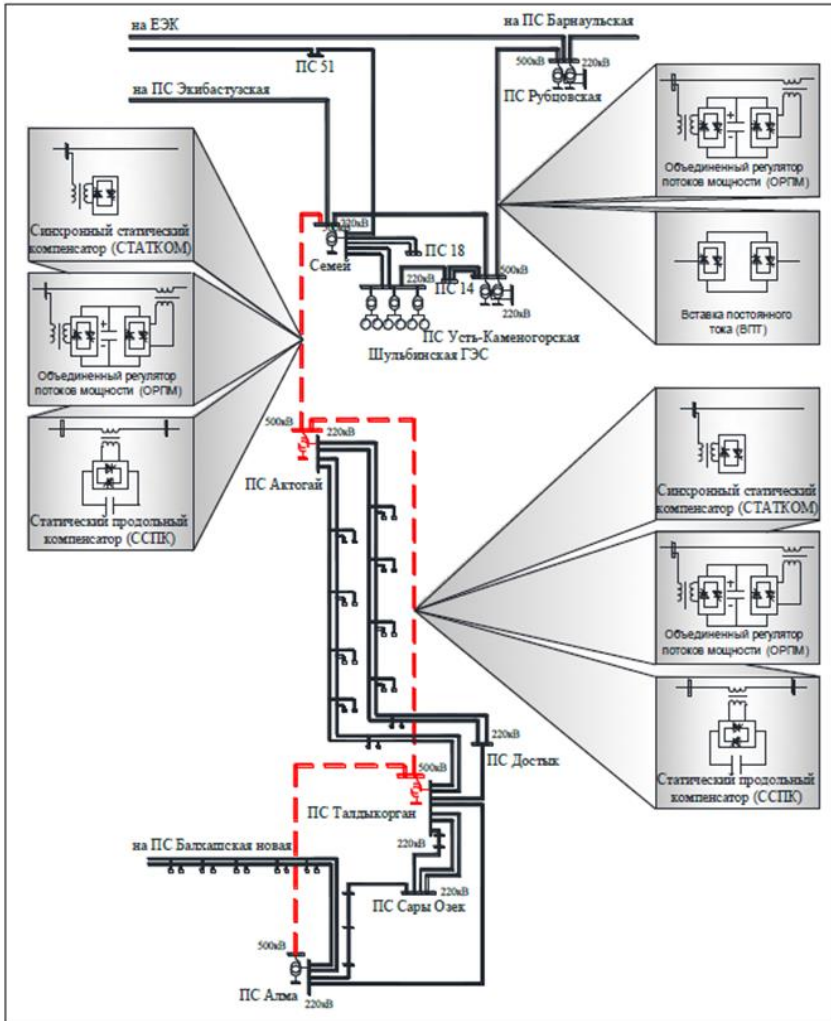 на ЕЭК
на ПС Барнаульская
ПС 51
500кВ
220кВ
ПС Рубцовская
на ПС Экибастузская
Синхронный статический
компенсатор (СТАТКОМ)
Объединенный регулятор
потоков мощности (ОРПМ)
Статический продольный
компенсатор (ССПК)
Объединенный регулятор
потоков мощности (ОРПМ)
Вставка постоянного
тока (ВПТ)
Семей
ПС 18
220кВ
ПС 14
500кВ
220кВ
ПС Усть-Каменогорская
Шульбинская ГЭС
500кВ
220кВ
ПС Актогай
Синхронный статический
компенсатор (СТАТКОМ)
Объединенный регулятор
потоков мощности (ОРПМ)
Статический продольный
компенсатор (ССПК)
220кВ
ПС Достык
500кВ
ПС Талдыкорган
на ПС Балхашская новая
220кВ
220кВ
ПС Сары Озек
500кВ
ПС Алма
220кВ